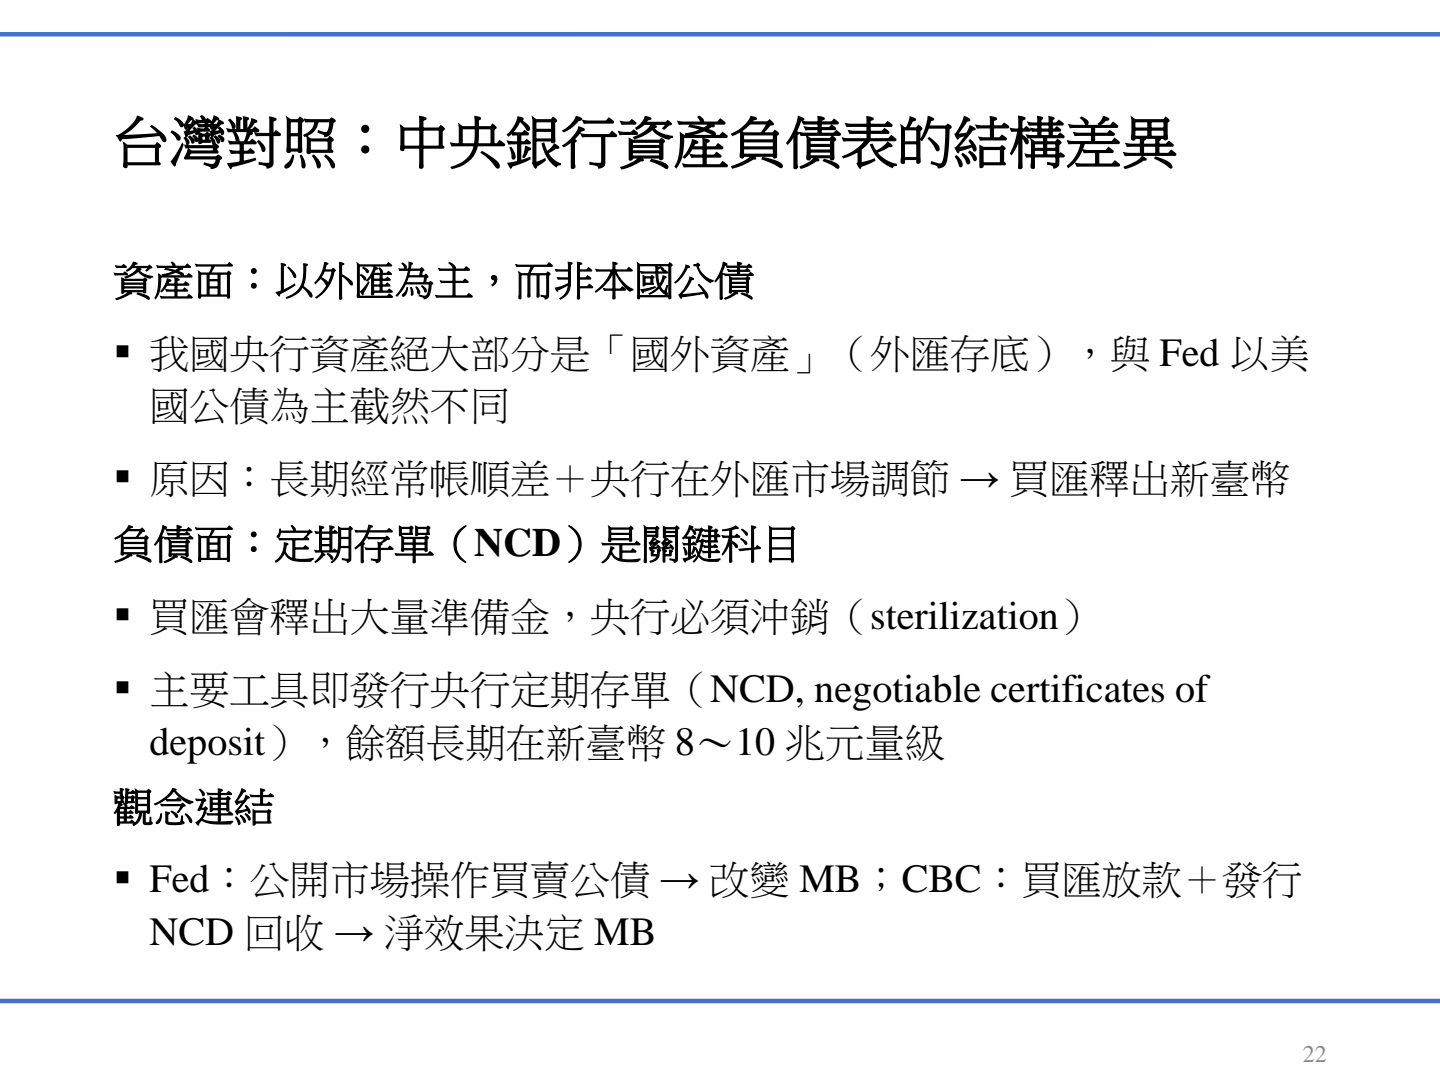 台灣對照：中央銀行資產負債表的結構差異
資產面：以外匯為主，而非本國公債
▪ 我國央行資產絕大部分是「國外資產」（外匯存底），與 Fed 以美
國公債為主截然不同
▪ 原因：長期經常帳順差＋央行在外匯市場調節 → 買匯釋出新臺幣
負債面：定期存單（NCD）是關鍵科目
▪ 買匯會釋出大量準備金，央行必須沖銷（sterilization）
▪ 主要工具即發行央行定期存單（NCD, negotiable certificates of
deposit），餘額長期在新臺幣 8～10 兆元量級
觀念連結
▪ Fed：公開市場操作買賣公債 → 改變 MB；CBC：買匯放款＋發行
NCD 回收 → 淨效果決定 MB
22